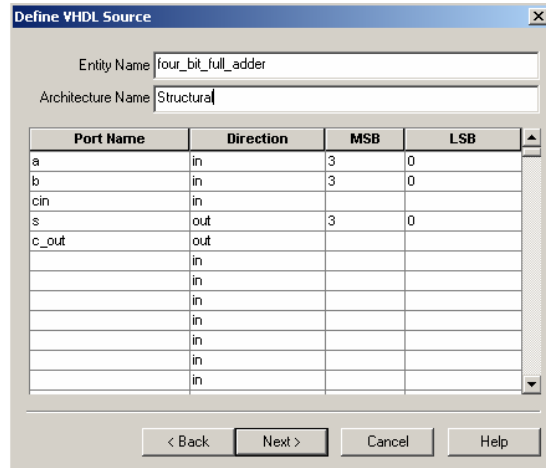 Define VHDL Source
Entity Name four_bit_full_adder
Architecture Name Structural
Port Name Direction MSB LSB
a in 3 0
b in 3 0
cin in
s out 3 0
c_out out
in
in
in
in
in
in
in
< Back Next > Cancel Help